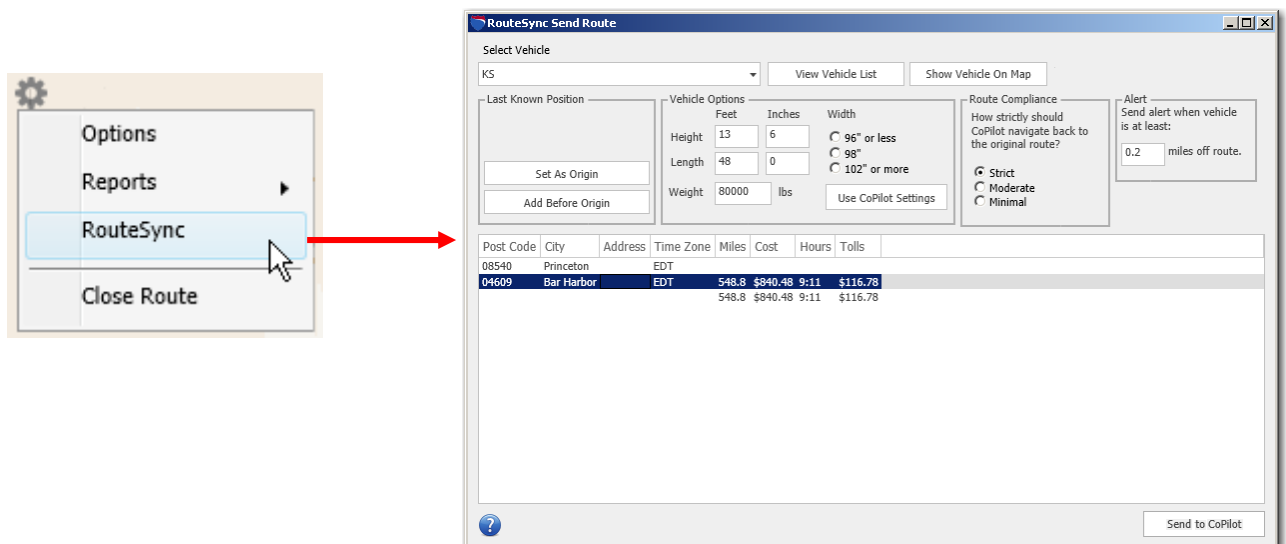 Options
Reports
RouteSync
Close Route
RouteSync Send Route
Select Vehicle
KS
View Vehicle List
Show Vehicle On Map
Last Known Position
Set As Origin
Add Before Origin
Vehicle Options
Feet Inches Width
Height 13 6
Length 48 0
Weight 80000 lbs
96" or less
98"
102" or more
Use CoPilot Settings
Route Compliance
How strictly should
CoPilot navigate back to
the original route?
Strict
Moderate
Minimal
Alert
Send alert when vehicle
is at least:
0.2 miles off route.
Post Code City Address Time Zone Miles Cost Hours Tolls
08540 Princeton EDT
04609 Bar Harbor EDT 548.8 $840.48 9:11 $116.78
548.8 $840.48 9:11 $116.78
?
Send to CoPilot